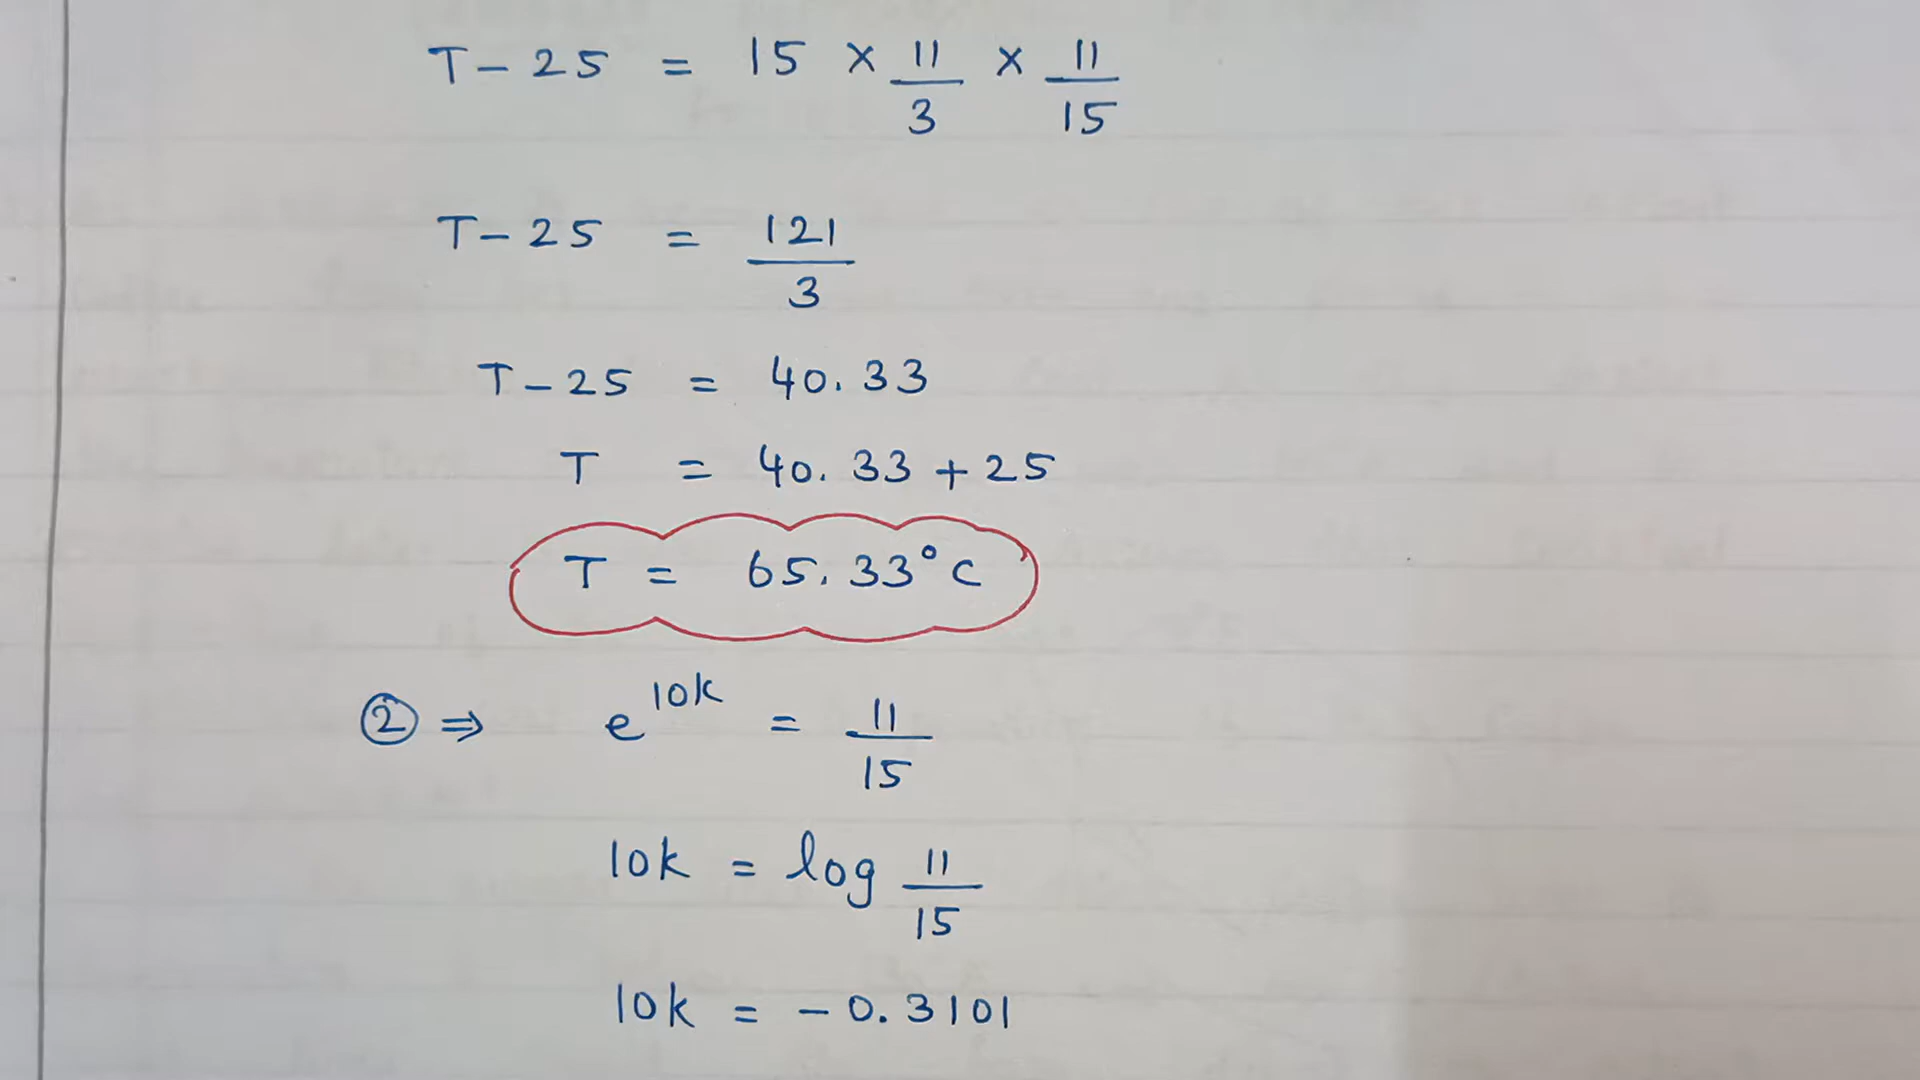 T - 25 = 15 × 11/3 × 11/15
T - 25 = 121/3
T - 25 = 40.33
T = 40.33 + 25
T = 65.33°C
② ⇒ e^10k = 11/15
10k = log 11/15
10k = - 0.3101